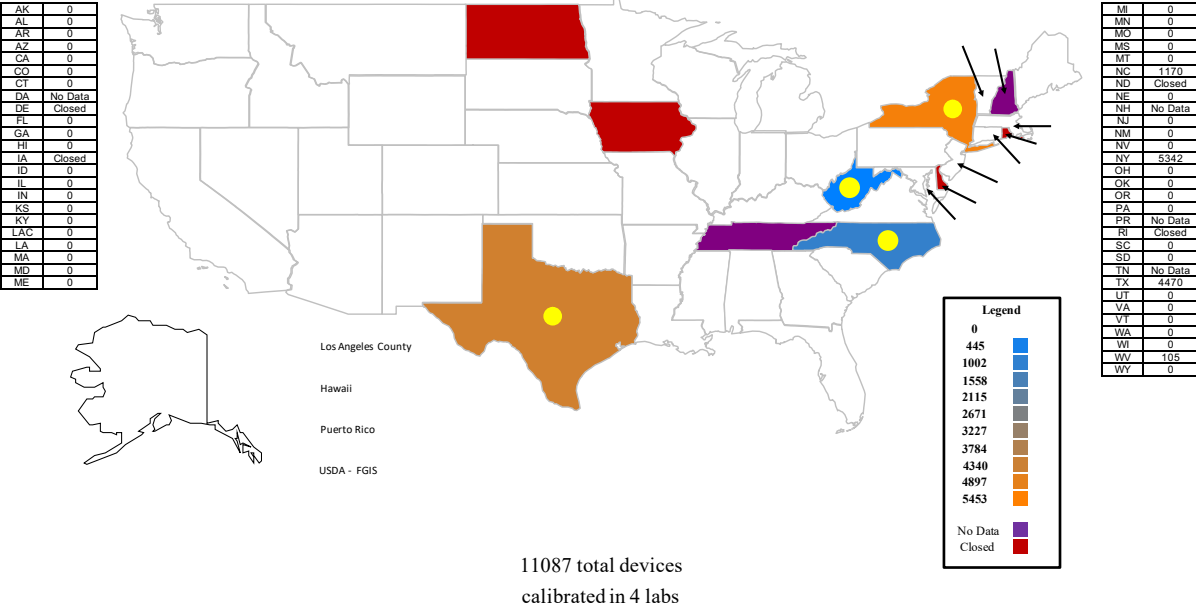 AK 0
AL 0
AR 0
AZ 0
CA 0
CO 0
CT 0
DA No Data
DE Closed
FL 0
GA 0
HI 0
IA Closed
ID 0
IL 0
IN 0
KS 0
KY 0
LAC 0
LA 0
MA 0
MD 0
ME 0
MI 0
MN 0
MO 0
MS 0
MT 0
NC 1170
ND Closed
NE 0
NH No Data
NJ 0
NM 0
NV 0
NY 5342
OH 0
OK 0
OR 0
PA 0
PR No Data
RI Closed
SC 0
SD 0
TN No Data
TX 4470
UT 0
VA 0
VT 0
WA 0
WI 0
WV 105
WY 0
Los Angeles County
Hawaii
Puerto Rico
USDA - FGIS
Legend
0
445
1002
1558
2115
2671
3227
3784
4340
4897
5453
No Data
Closed
11087 total devices
calibrated in 4 labs